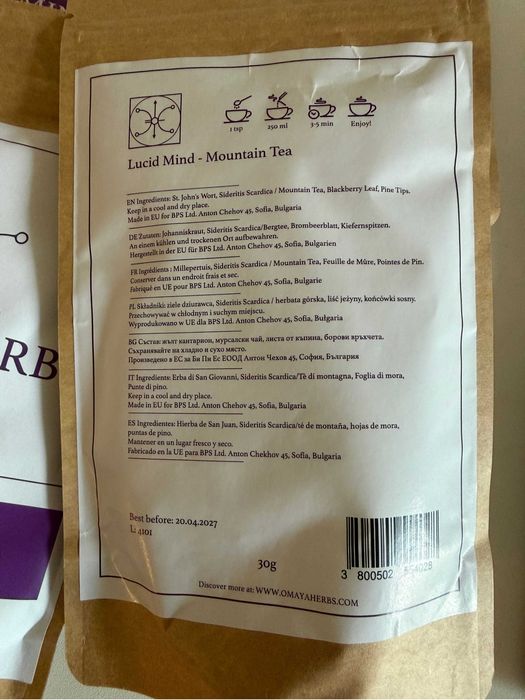 1 tsp
250 ml
3-5 min
Enjoy!
Lucid Mind - Mountain Tea
EN Ingredients: St. John's Wort, Sideritis Scardica / Mountain Tea, Blackberry Leaf, Pine Tips.
Keep in a cool and dry place.
Made in EU for BPS Ltd. Anton Chehov 45, Sofia, Bulgaria
DE Zutaten: Johanniskraut, Sideritis Scardica/Bergtee, Brombeerblatt, Kiefernspitzen.
An einem kühlen und trockenen Ort aufbewahren.
Hergestellt in der EU für BPS Ltd. Anton Chehov 45, Sofia, Bulgarien
FR Ingrédients : Millepertuis, Sideritis Scardica / Mountain Tea, Feuille de Mûre, Pointes de Pin.
Conserver dans un endroit frais et sec.
Fabriqué en UE pour BPS Ltd. Anton Chehov 45, Sofia, Bulgarie
PL Składniki: ziele dziurawca, Sideritis Scardica / herbata górska, liść jeżyny, końcówki sosny.
Przechowywać w chłodnym i suchym miejscu.
Wyprodukowano w UE dla BPS Ltd. Anton Chehov 45, Sofia, Bułgaria
BG Състав: жълт кантарион, мурсалски чай, листа от къпина, борови връхчета.
Съхранявайте на хладно и сухо място.
Произведено в ЕС за Би Пи Ес ЕООД Антон Чехов 45, София, България
IT Ingredients: Erba di San Giovanni, Sideritis Scardica/Tè di montagna, Foglia di mora,
Punte di pino.
Keep in a cool and dry place.
Made in EU for BPS Ltd. Anton Chehov 45, Sofia, Bulgaria
ES Ingredientes: Hierba de San Juan, Sideritis Scardica/té de montaña, hojas de mora,
puntas de pino.
Mantener en un lugar fresco y seco.
Fabricado en la UE para BPS Ltd. Anton Chekhov 45, Sofia, Bulgaria
Best before: 20.04.2027
L: 4101
30g
3 800502
Discover more at: WWW.OMAYAHERBS.COM
RB